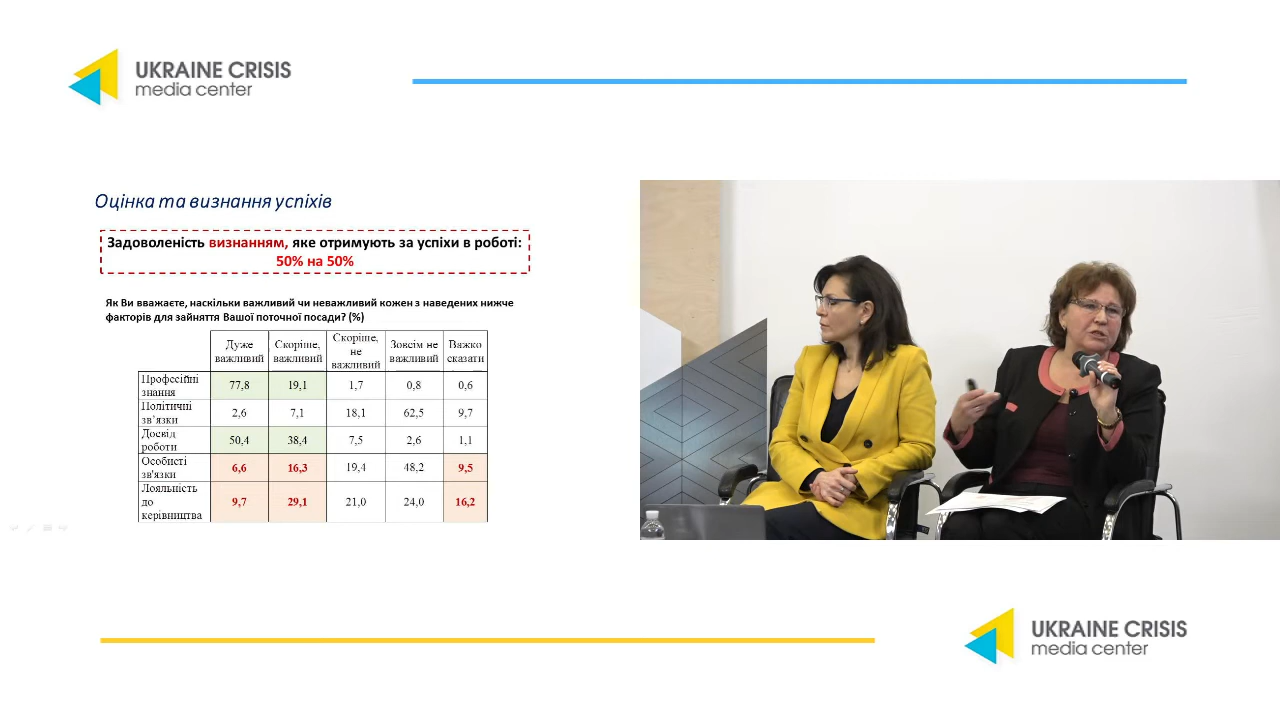 UKRAINE CRISIS
media center
Оцінка та визнання успіхів
Задоволеність визнанням, яке отримують за успіхи в роботі:
50% на 50%
Як Ви вважаєте, наскільки важливий чи неважливий кожен з наведених нижче
факторів для зайняття Вашої поточної посади? (%)
Дуже важливий Скоріше, важливий Скоріше, не важливий Зовсім не важливий Важко сказати
Професійні знання 77,8 19,1 1,7 0,8 0,6
Політичні зв’язки 2,6 7,1 18,1 62,5 9,7
Досвід роботи 50,4 38,4 7,5 2,6 1,1
Особисті зв'язки 6,6 16,3 19,4 48,2 9,5
Лояльність до керівництва 9,7 29,1 21,0 24,0 16,2
UKRAINE CRISIS
media center